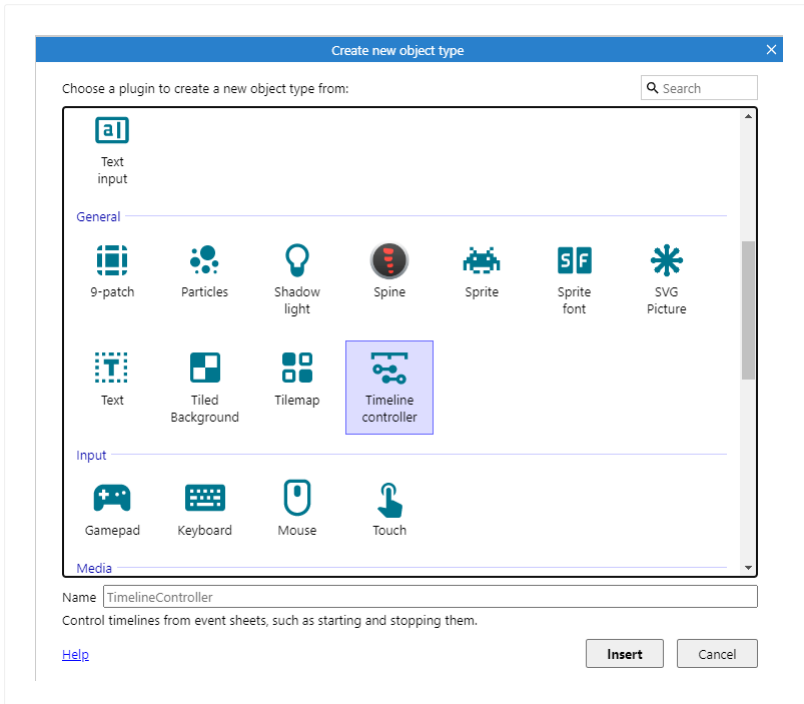 Create new object type
Choose a plugin to create a new object type from:
Search
Text
input
General
9-patch
Particles
Shadow
light
Spine
Sprite
Sprite
font
SVG
Picture
Text
Tiled
Background
Tilemap
Timeline
controller
Input
Gamepad
Keyboard
Mouse
Touch
Media
Name TimelineController
Control timelines from event sheets, such as starting and stopping them.
Help
Insert
Cancel